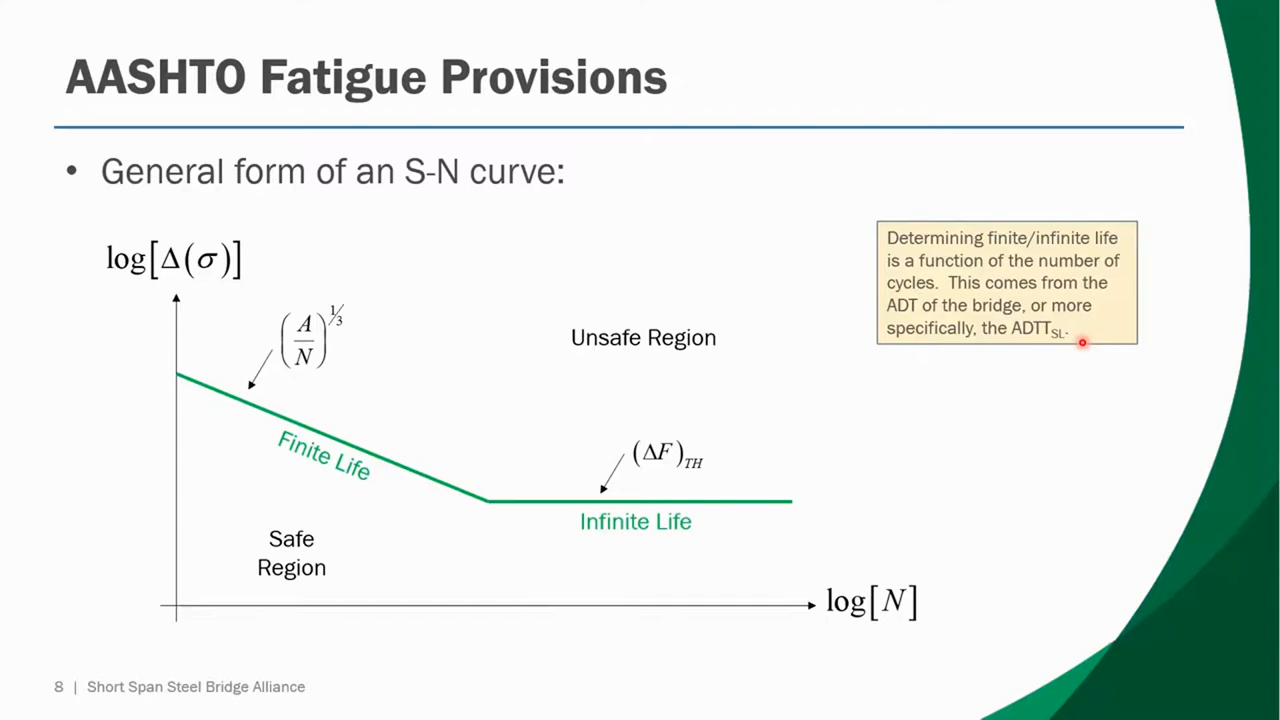 AASHTO Fatigue Provisions
• General form of an S-N curve:
log[Δ(σ)]
(A/N)^⅓
Unsafe Region
Determining finite/infinite life
is a function of the number of
cycles. This comes from the
ADT of the bridge, or more
specifically, the ADTT_SL.
Finite Life
(ΔF)_TH
Infinite Life
Safe
Region
log[N]
8 | Short Span Steel Bridge Alliance